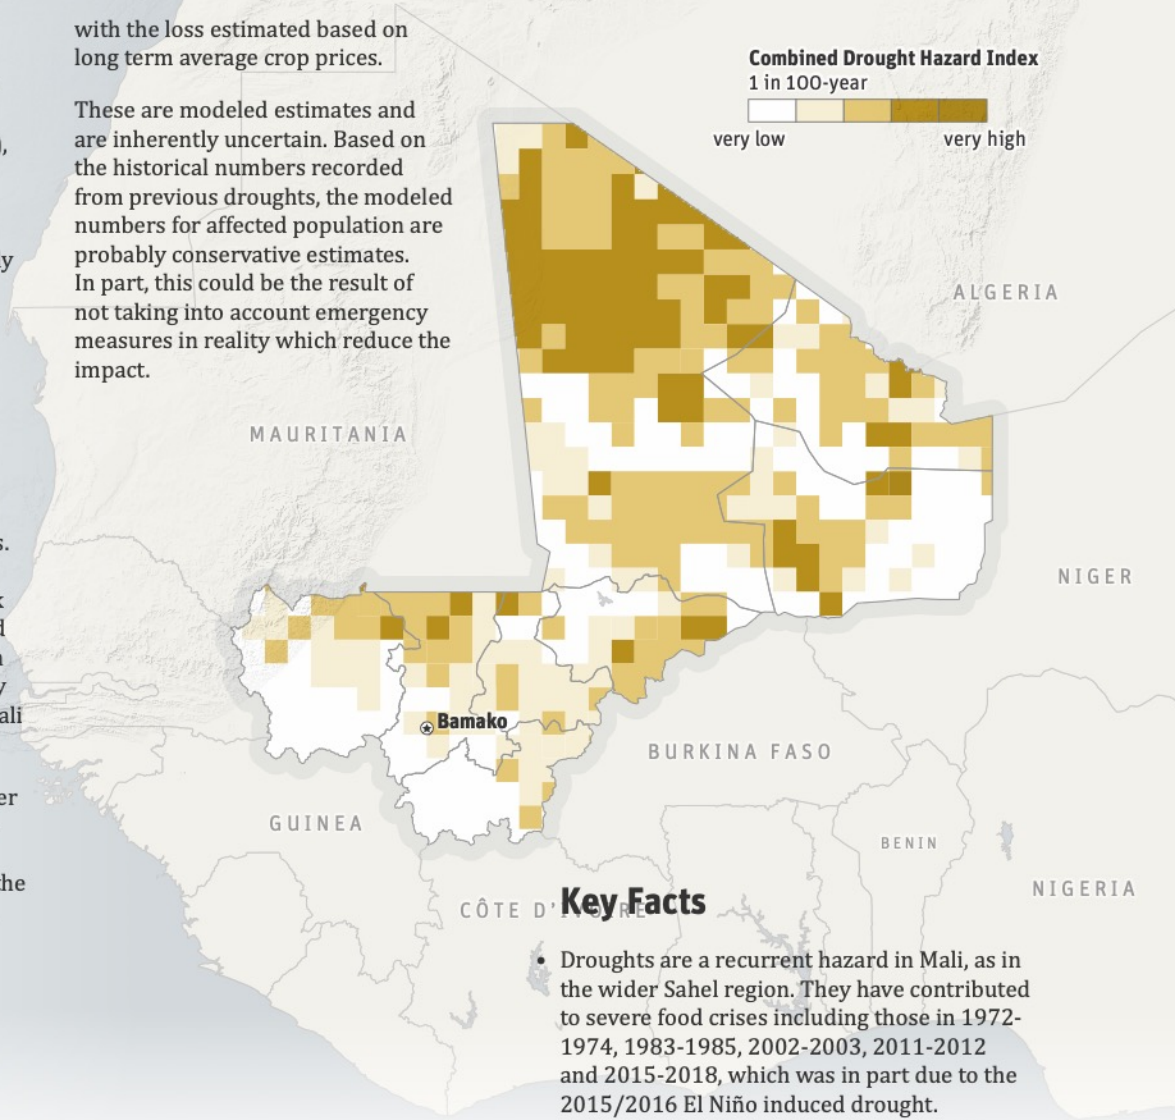 with the loss estimated based on
long term average crop prices.
These are modeled estimates and
are inherently uncertain. Based on
the historical numbers recorded
from previous droughts, the modeled
numbers for affected population are
probably conservative estimates.
In part, this could be the result of
not taking into account emergency
measures in reality which reduce the
impact.
Combined Drought Hazard Index
1 in 100-year
very low
very high
ALGERIA
MAURITANIA
NIGER
Bamako
BURKINA FASO
GUINEA
BENIN
NIGERIA
CÔTE D'IVOIRE
Key Facts
• Droughts are a recurrent hazard in Mali, as in
the wider Sahel region. They have contributed
to severe food crises including those in 1972-
1974, 1983-1985, 2002-2003, 2011-2012
and 2015-2018, which was in part due to the
2015/2016 El Niño induced drought.
ali
er
the